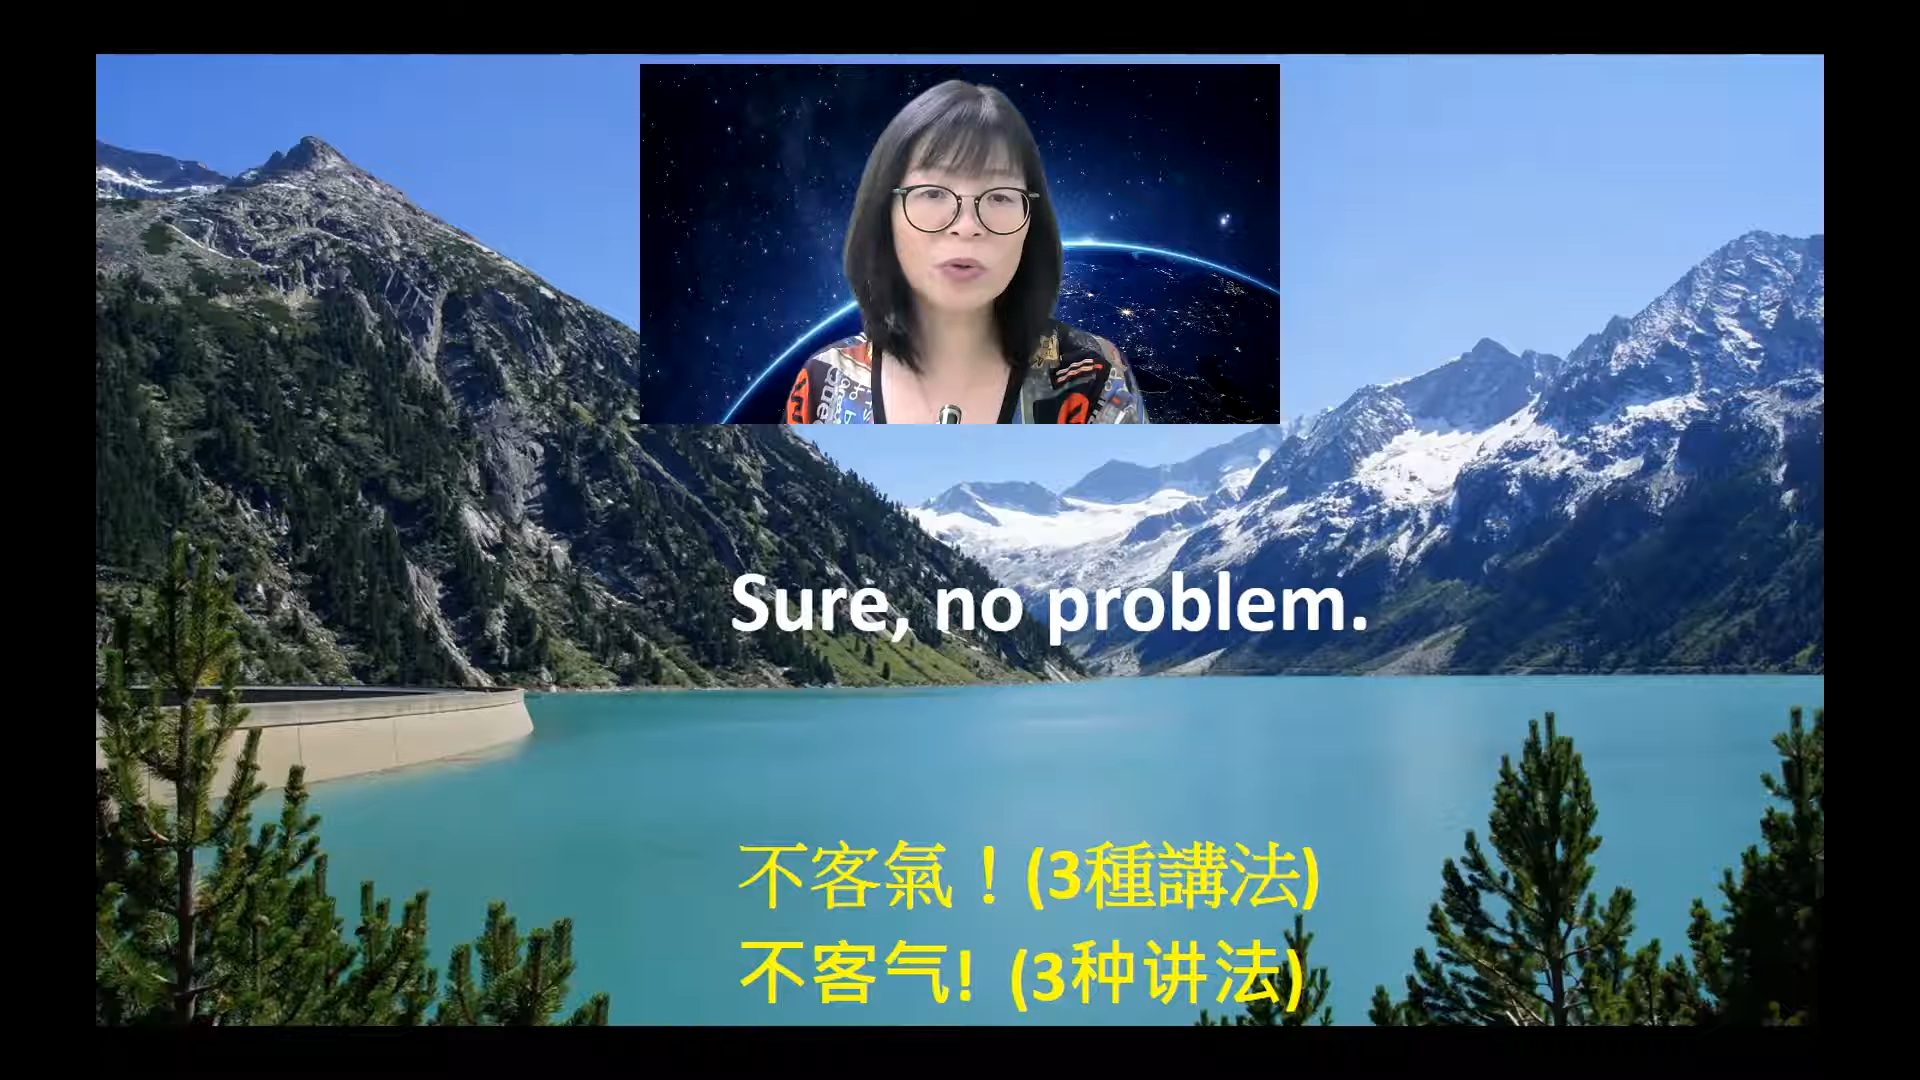 Sure, no problem.
不客氣！(3種講法)
不客气! (3种讲法)